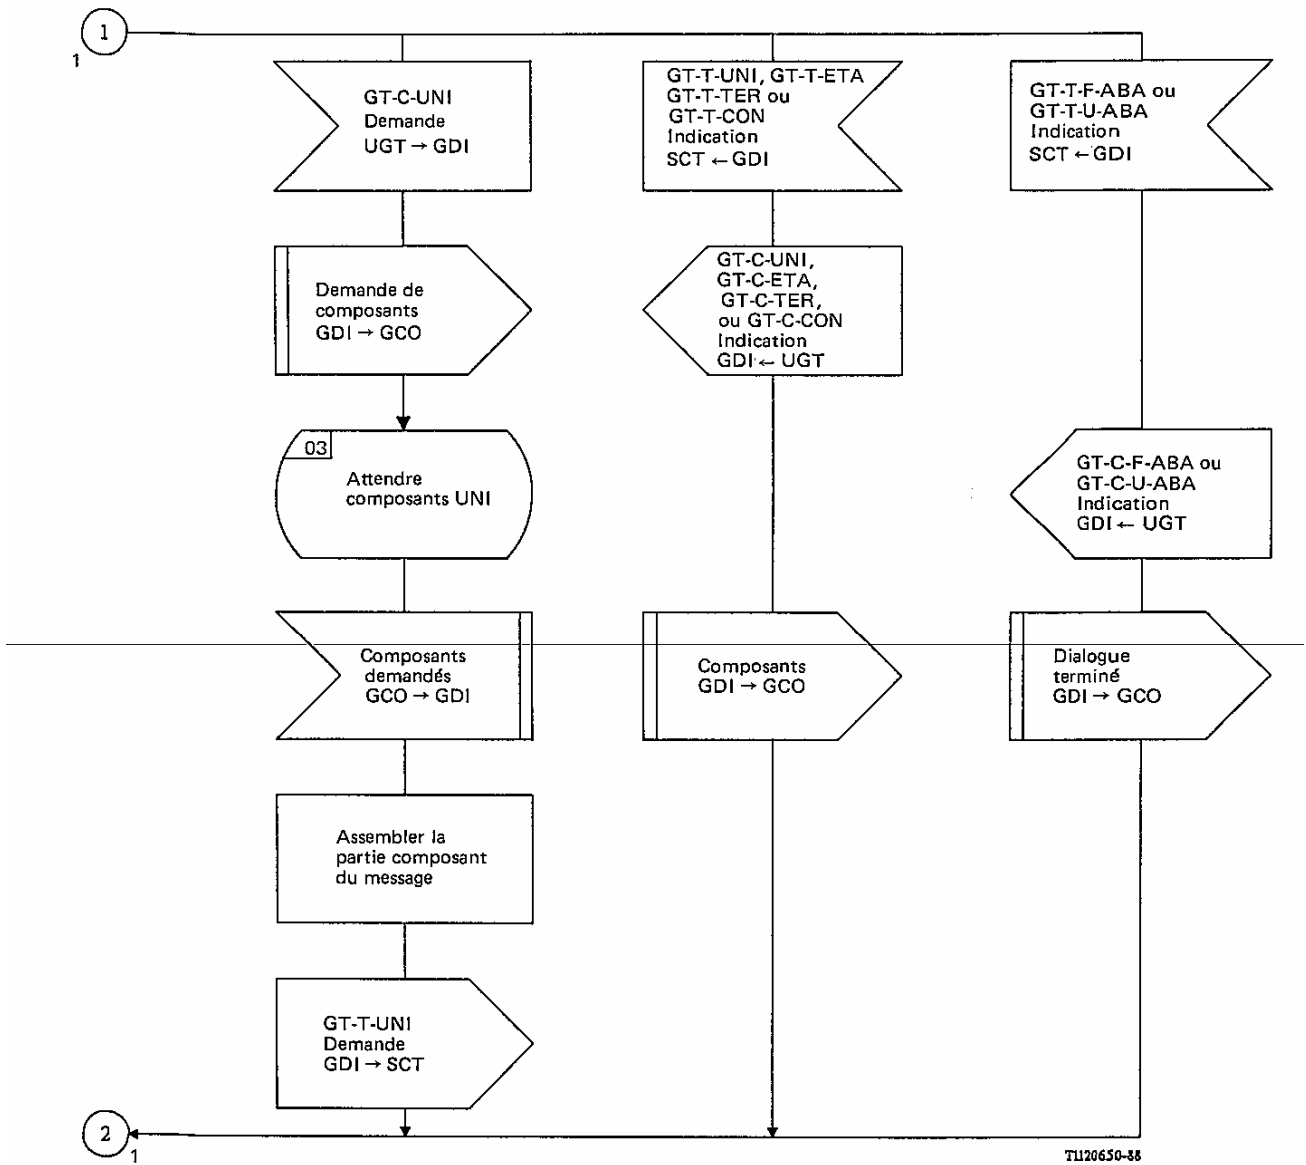 1
1
GT-C-UNI
Demande
UGT → GDI
GT-T-UNI, GT-T-ETA
GT-T-TER ou
GT-T-CON
Indication
SCT ← GDI
GT-T-F-ABA ou
GT-T-U-ABA
Indication
SCT ← GDI
Demande de
composants
GDI → GCO
GT-C-UNI,
GT-C-ETA,
GT-C-TER,
ou GT-C-CON
Indication
GDI ← UGT
03
Attendre
composants UNI
GT-C-F-ABA ou
GT-C-U-ABA
Indication
GDI ← UGT
Composants
demandés
GCO → GDI
Composants
GDI → GCO
Dialogue
terminé
GDI → GCO
Assembler la
partie composant
du message
GT-T-UNI
Demande
GDI → SCT
2
1
T1120650-88